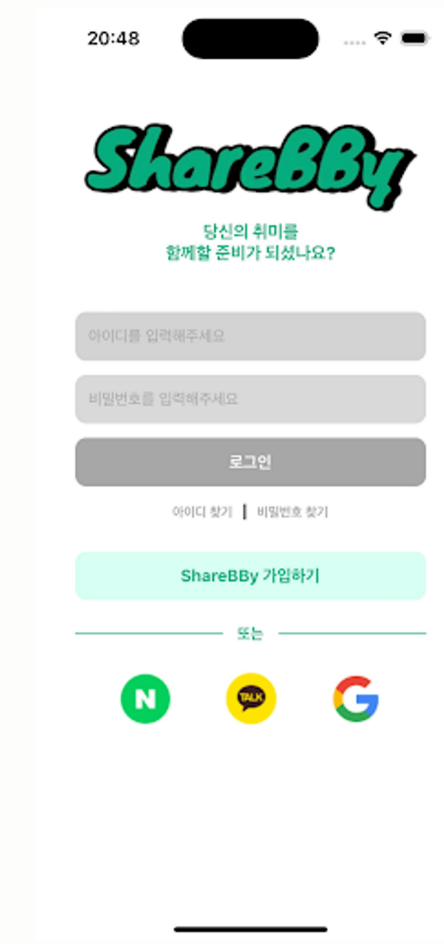 20:48
ShareBBy
당신의 취미를
함께할 준비가 되셨나요?
아이디를 입력해주세요
비밀번호를 입력해주세요
로그인
아이디 찾기 | 비밀번호 찾기
ShareBBy 가입하기
또는
N TALK G